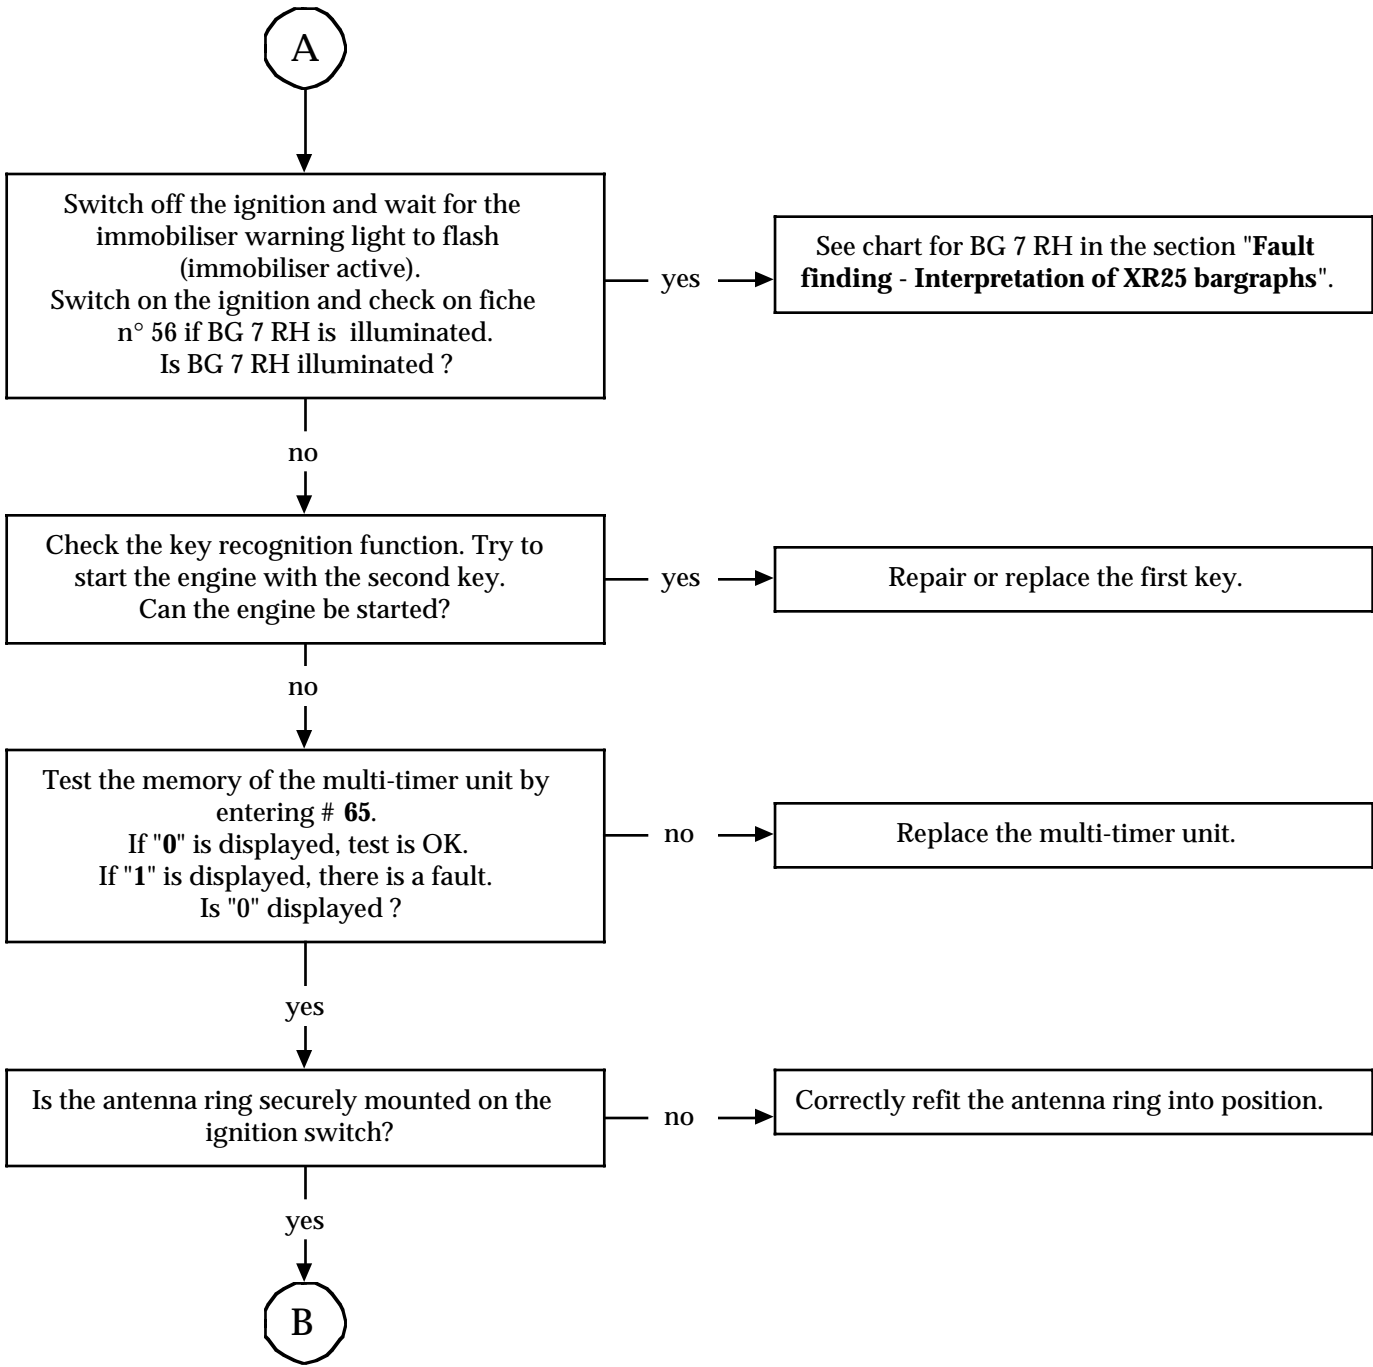 A
Switch off the ignition and wait for the
immobiliser warning light to flash
(immobiliser active).
Switch on the ignition and check on fiche
n° 56 if BG 7 RH is illuminated.
Is BG 7 RH illuminated ?
yes
See chart for BG 7 RH in the section "Fault
finding - Interpretation of XR25 bargraphs".
no
Check the key recognition function. Try to
start the engine with the second key.
Can the engine be started?
yes
Repair or replace the first key.
no
Test the memory of the multi-timer unit by
entering # 65.
If "0" is displayed, test is OK.
If "1" is displayed, there is a fault.
Is "0" displayed ?
no
Replace the multi-timer unit.
yes
Is the antenna ring securely mounted on the
ignition switch?
no
Correctly refit the antenna ring into position.
yes
B